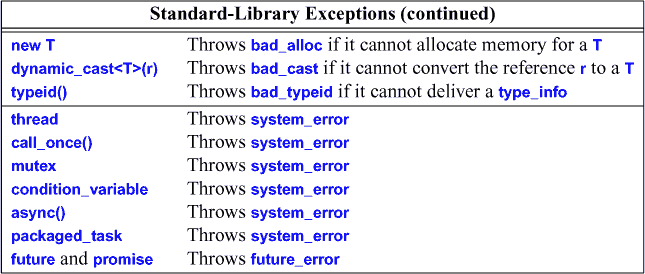 Standard-Library Exceptions (continued)
new T Throws bad_alloc if it cannot allocate memory for a T
dynamic_cast<T>(r) Throws bad_cast if it cannot convert the reference r to a T
typeid() Throws bad_typeid if it cannot deliver a type_info
thread Throws system_error
call_once() Throws system_error
mutex Throws system_error
condition_variable Throws system_error
async() Throws system_error
packaged_task Throws system_error
future and promise Throws future_error